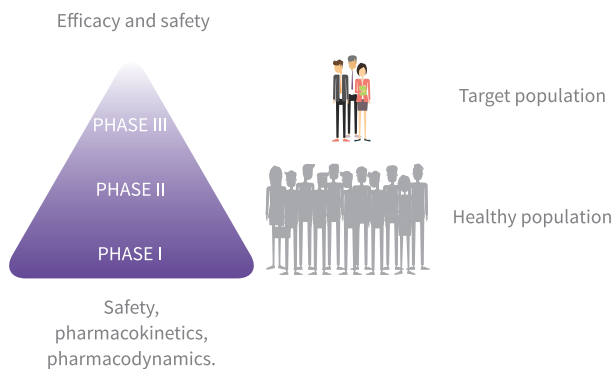 Efficacy and safety
Target population
PHASE III
PHASE II
Healthy population
PHASE I
Safety,
pharmacokinetics,
pharmacodynamics.